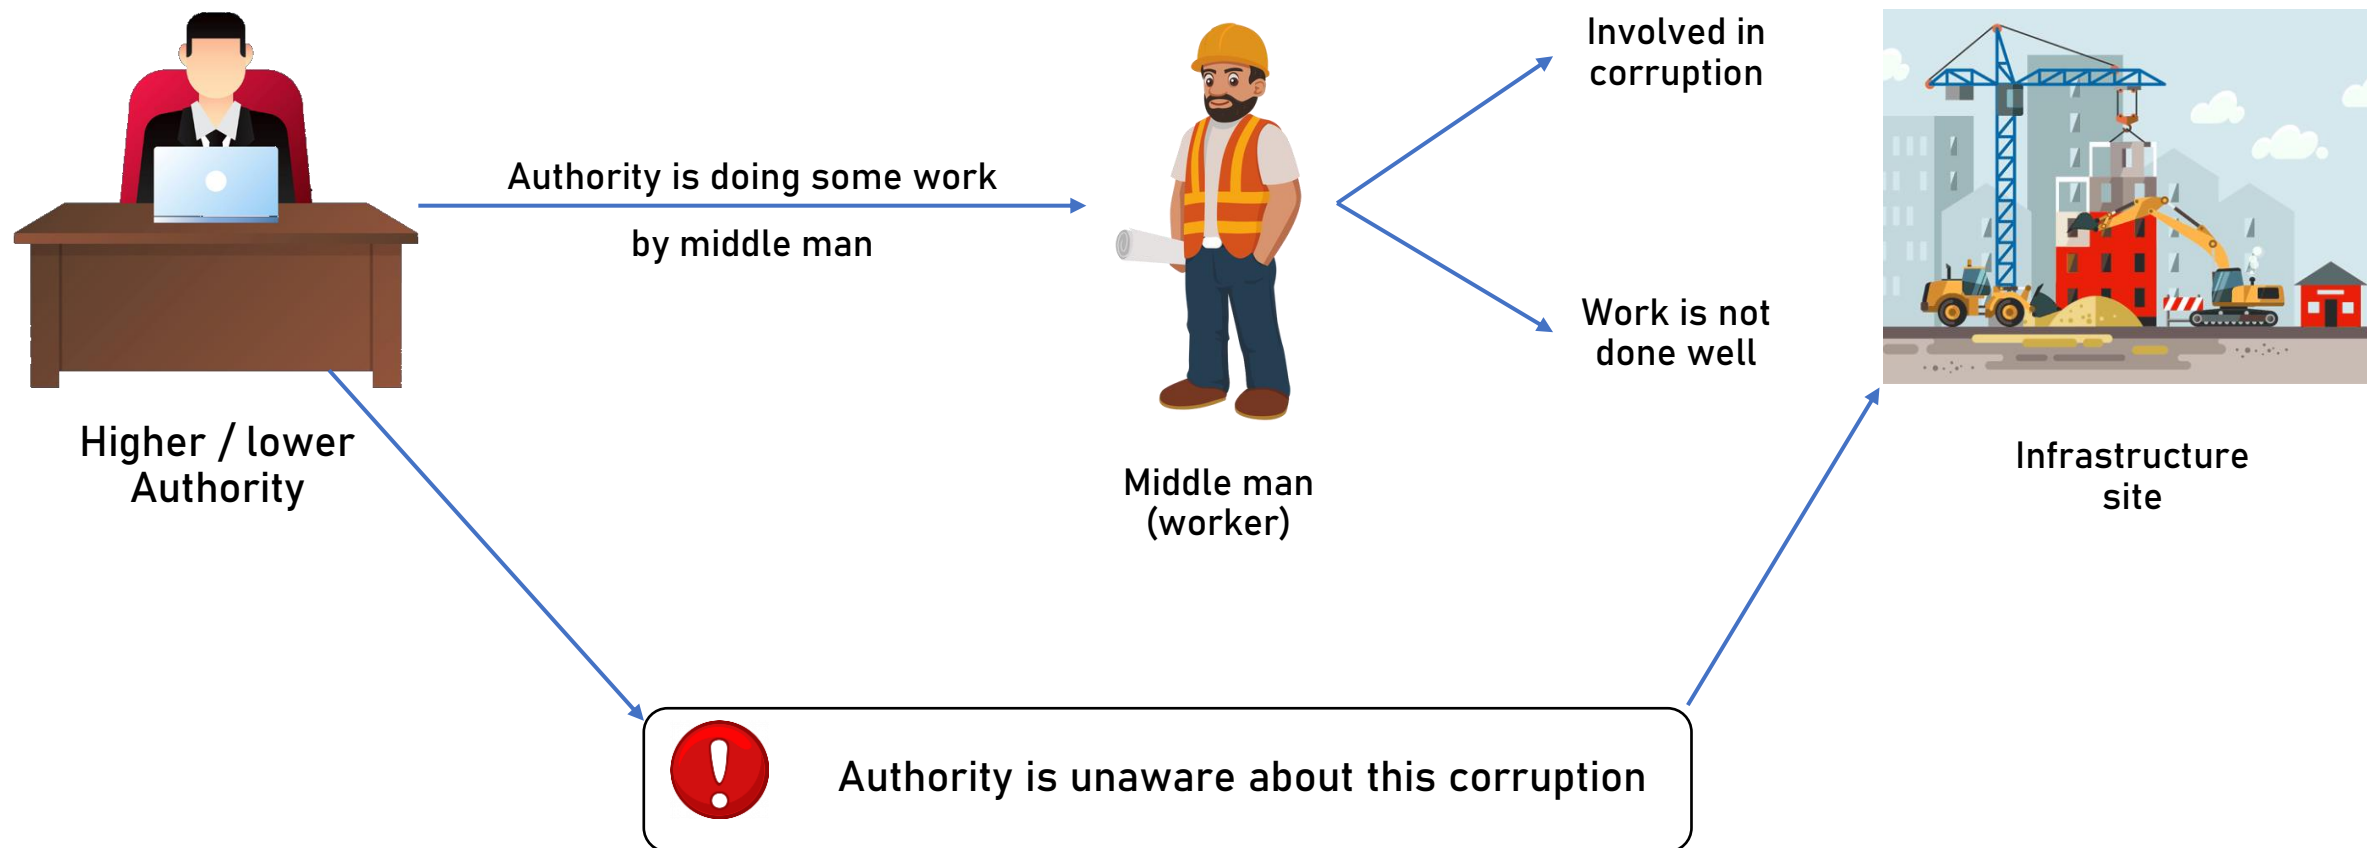 Involved in
corruption
Authority is doing some work
by middle man
Work is not
done well
Higher / lower
Authority
Middle man
(worker)
Infrastructure
site
Authority is unaware about this corruption